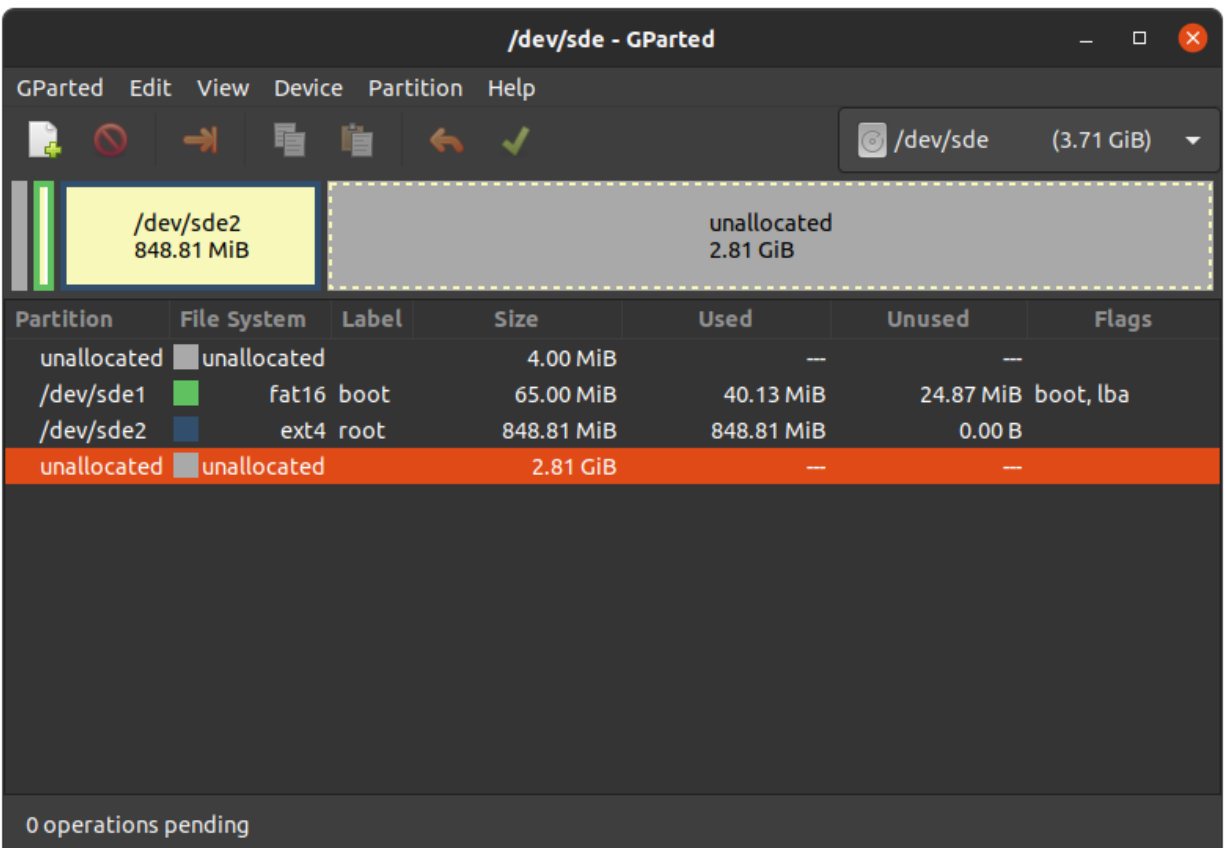 /dev/sde - GParted
GParted Edit View Device Partition Help
/dev/sde (3.71 GiB)
/dev/sde2
848.81 MiB
unallocated
2.81 GiB
Partition File System Label Size Used Unused Flags
unallocated unallocated 4.00 MiB --- ---
/dev/sde1 fat16 boot 65.00 MiB 40.13 MiB 24.87 MiB boot, lba
/dev/sde2 ext4 root 848.81 MiB 848.81 MiB 0.00 B
unallocated unallocated 2.81 GiB --- ---
0 operations pending